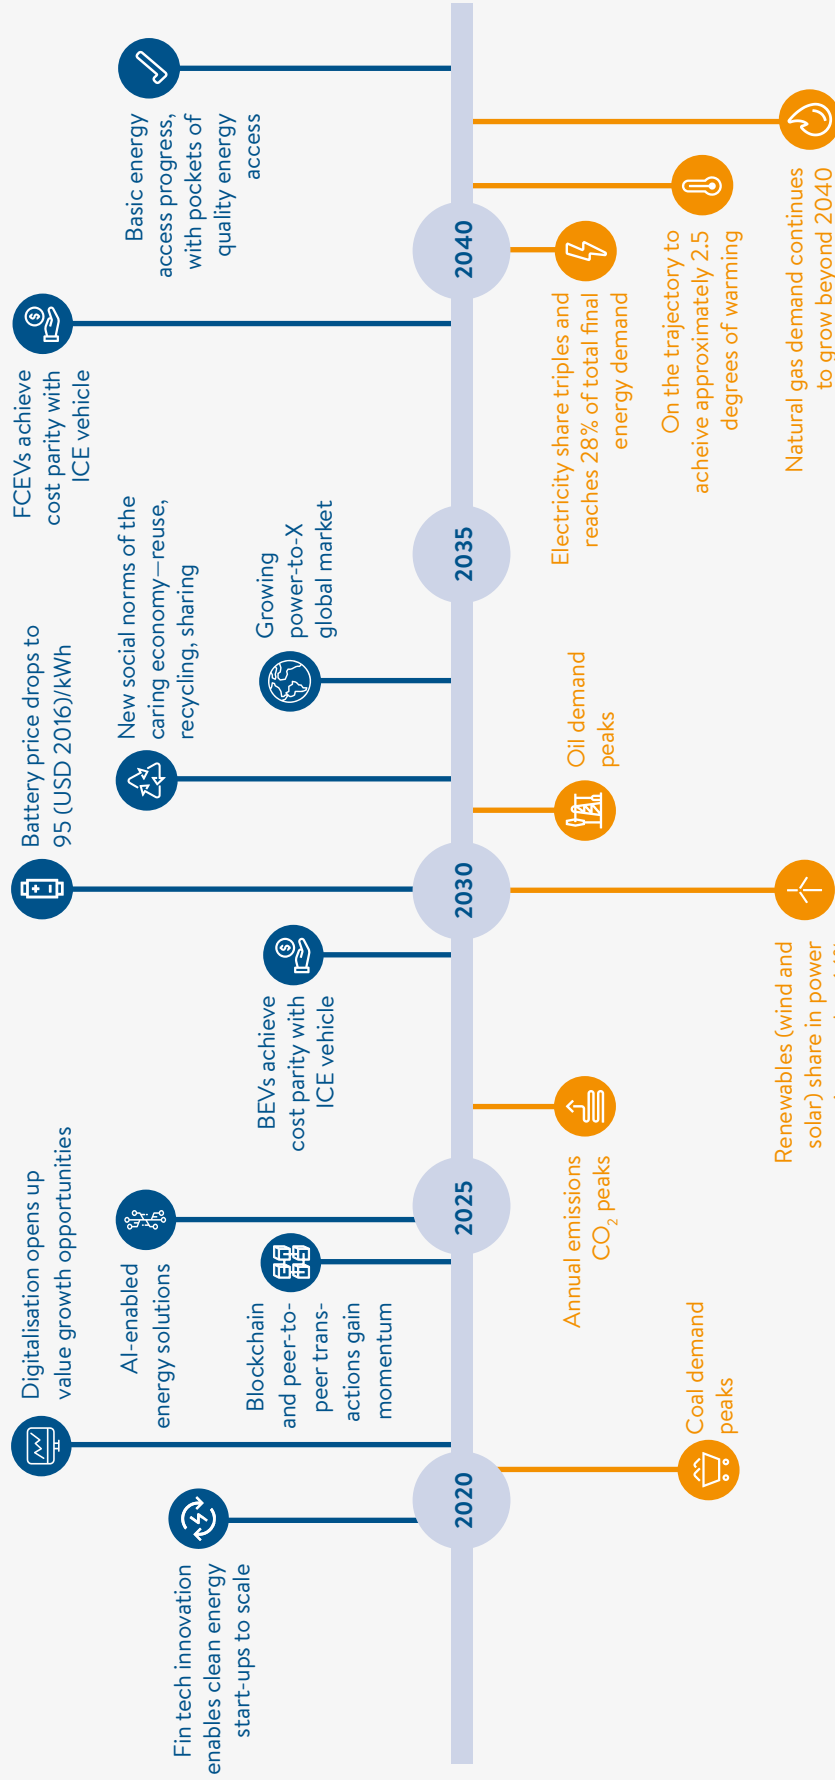 Fin tech innovation
enables clean energy
start-ups to scale
Digitalisation opens up
value growth opportunities
AI-enabled
energy solutions
Blockchain
and peer-to-
peer trans-
actions gain
momentum
BEVs achieve
cost parity with
ICE vehicle
Battery price drops to
95 (USD 2016)/kWh
New social norms of the
caring economy—reuse,
recycling, sharing
Growing
power-to-X
global market
FCEVs achieve
cost parity with
ICE vehicle
Basic energy
access progress,
with pockets of
quality energy
access
2020
2025
2030
2035
2040
Coal demand
peaks
Annual emissions
CO₂ peaks
Renewables (wind and
solar) share in power
Oil demand
peaks
Electricity share triples and
reaches 28% of total final
energy demand
On the trajectory to
acheive approximately 2.5
degrees of warming
Natural gas demand continues
to grow beyond 2040